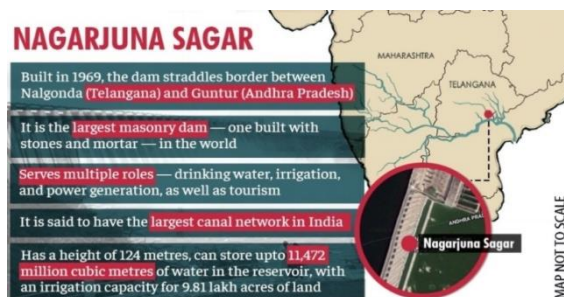 NAGARJUNA SAGAR
Built in 1969, the dam straddles border between
Nalgonda (Telangana) and Guntur (Andhra Pradesh)
It is the largest masonry dam — one built with
stones and mortar — in the world
Serves multiple roles — drinking water, irrigation,
and power generation, as well as tourism
It is said to have the largest canal network in India
Has a height of 124 metres, can store upto 11,472
million cubic metres of water in the reservoir, with
an irrigation capacity for 9.81 lakh acres of land
MAHARASHTRA
TELANGANA
ANDHRA PRA
Nagarjuna Sagar
MAP NOT TO SCALE